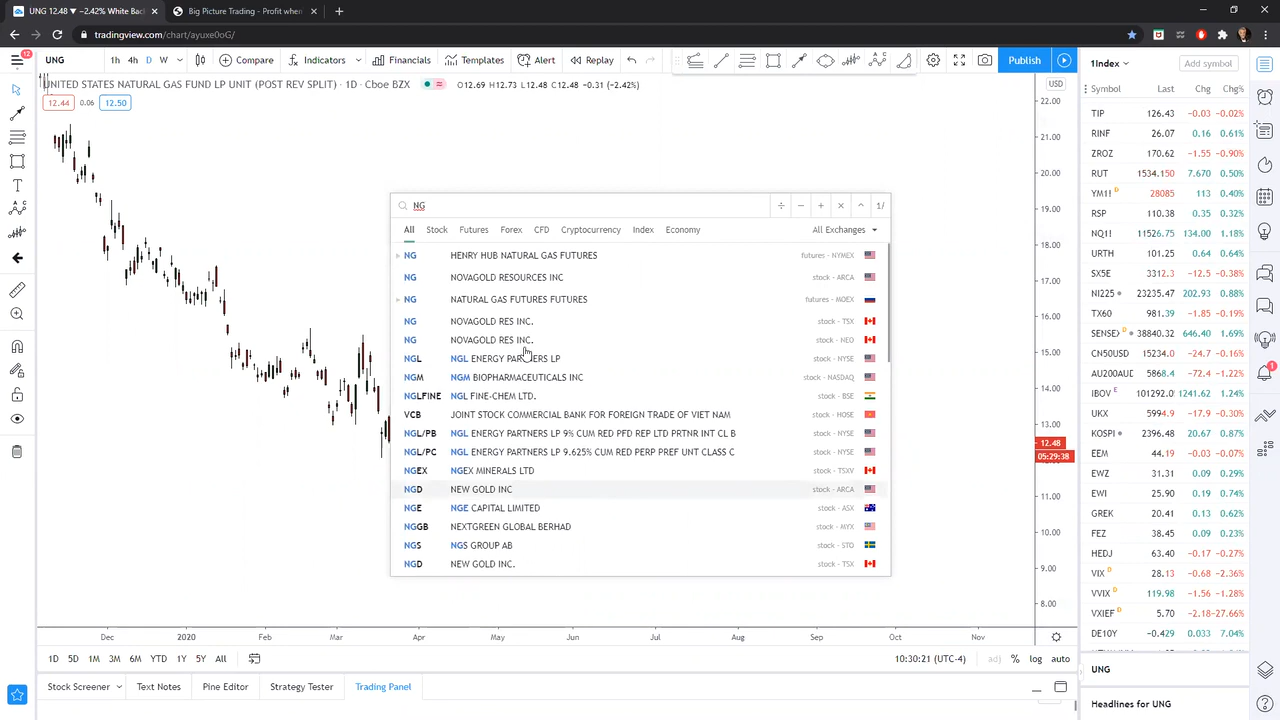 UNG 12.48 ▼ −2.42% White Back
Big Picture Trading - Profit when
tradingview.com/chart/ayuxe0oG/
12
UNG
1h 4h D W
Compare
Indicators
Financials
Templates
Alert
Replay
Publish
1Index
Add symbol
UNITED STATES NATURAL GAS FUND LP UNIT (POST REV SPLIT) · 1D · Cboe BZX
O12.69 H12.73 L12.48 C12.48 −0.31 (−2.42%)
12.44 0.06 12.50
USD
Symbol Last Chg Chg%
TIP 126.43 −0.03 −0.02%
RINF 26.07 0.16 0.61%
ZROZ 170.62 −1.55 −0.90%
RUT 1534.150 7.670 0.50%
YM1! D 28085 113 0.40%
RSP 110.38 0.35 0.32%
NQ1! D 11526.75 134.00 1.18%
URTH 101.25 0.64 0.64%
SX5E 3312.3 −12.5 −0.38%
NI225 23235.47 202.93 0.88%
TX60 981.39 −1.85 −0.19%
SENSEX D 38840.32 646.40 1.69%
CN50USD 15234.0 −24.7 −0.16%
AU200AUD 5868.4 −72.4 −1.22%
IBOV E 101292.05 1241.62 1.24%
UKX 5994.9 −17.9 −0.30%
KOSPI 2396.48 20.67 0.87%
EEM 44.19 −0.03 −0.07%
EWZ 31.31 0.09 0.29%
EWI 25.90 0.19 0.74%
GREK 20.41 0.13 0.62%
FEZ 38.45 0.09 0.23%
HEDJ 63.40 −0.17 −0.27%
VIX D 28.13 −0.68 −2.36%
VVIX D 119.98 −1.56 −1.28%
VXIEF D 5.70 −2.18 −27.66%
DE10Y −0.429 0.033 7.04%
UNG
Headlines for UNG
NG
1/
All Stock Futures Forex CFD Cryptocurrency Index Economy
All Exchanges
NG HENRY HUB NATURAL GAS FUTURES futures - NYMEX
NG NOVAGOLD RESOURCES INC stock - ARCA
NG NATURAL GAS FUTURES FUTURES futures - MOEX
NG NOVAGOLD RES INC. stock - TSX
NG NOVAGOLD RES INC. stock - NEO
NGL NGL ENERGY PARTNERS LP stock - NYSE
NGM NGM BIOPHARMACEUTICALS INC stock - NASDAQ
NGLFINE NGL FINE-CHEM LTD. stock - BSE
VCB JOINT STOCK COMMERCIAL BANK FOR FOREIGN TRADE OF VIET NAM stock - HOSE
NGL/PB NGL ENERGY PARTNERS LP 9% CUM RED PFD REP LTD PRTNR INT CL B stock - NYSE
NGL/PC NGL ENERGY PARTNERS LP 9.625% CUM RED PERP PREF UNT CLASS C stock - NYSE
NGEX NGEX MINERALS LTD stock - TSXV
NGD NEW GOLD INC stock - ARCA
NGE NGE CAPITAL LIMITED stock - ASX
NGGB NEXTGREEN GLOBAL BERHAD stock - MYX
NGS NGS GROUP AB stock - STO
NGD NEW GOLD INC. stock - TSX
22.00
21.00
20.00
19.00
18.00
17.00
16.00
15.00
14.00
13.00
12.48
05:29:38
11.00
10.00
9.00
8.00
Dec 2020 Feb Mar Apr May Jun Jul Aug Sep Oct Nov
1D 5D 1M 3M 6M YTD 1Y 5Y All
10:30:21 (UTC-4) adj % log auto
Stock Screener
Text Notes
Pine Editor
Strategy Tester
Trading Panel